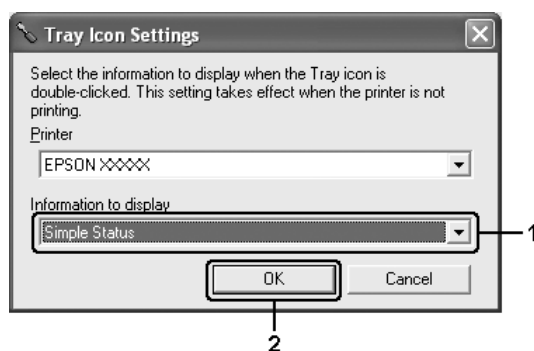 Tray Icon Settings
Select the information to display when the Tray icon is
double-clicked. This setting takes effect when the printer is not
printing.
Printer
EPSON XXXXX
Information to display
Simple Status
1
OK
Cancel
2